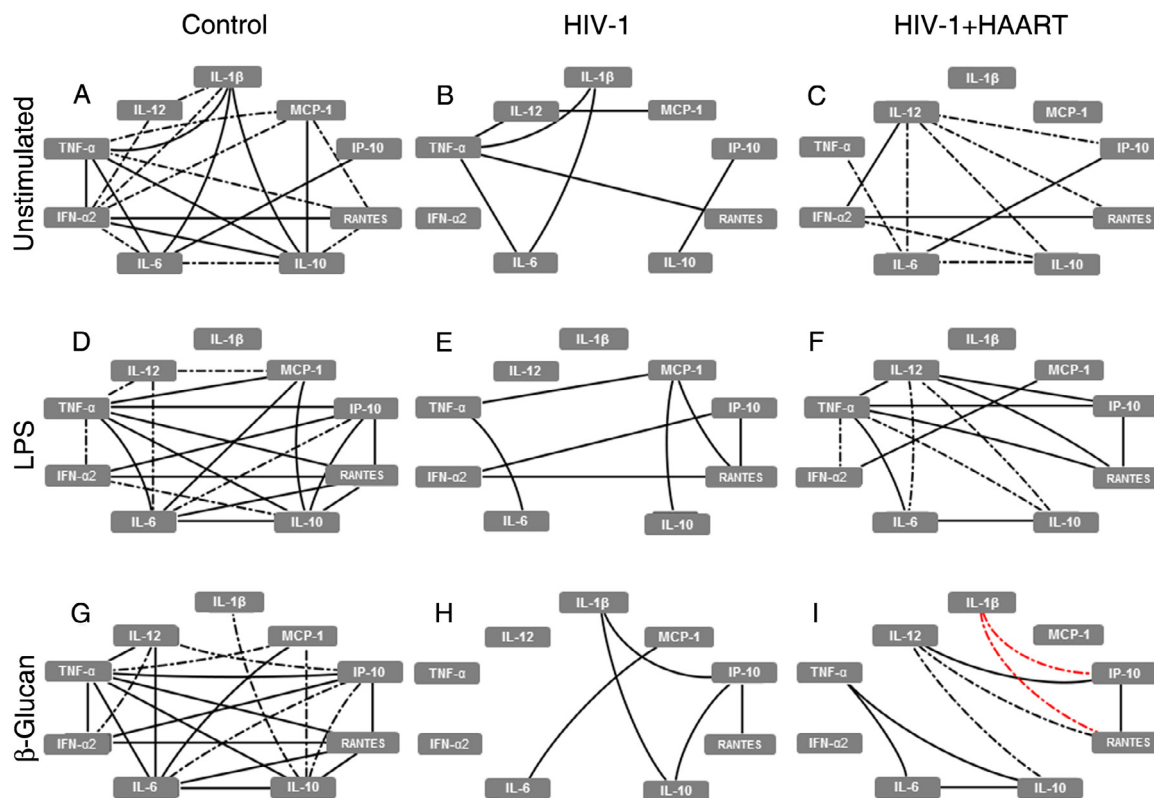 Control HIV-1 HIV-1+HAART
Unstimulated
A
IL-1β
IL-12
MCP-1
TNF-α
IP-10
IFN-α2
RANTES
IL-6
IL-10
B
IL-1β
IL-12
MCP-1
TNF-α
IP-10
IFN-α2
RANTES
IL-6
IL-10
C
IL-1β
IL-12
MCP-1
TNF-α
IP-10
IFN-α2
RANTES
IL-6
IL-10
LPS
D
IL-1β
IL-12
MCP-1
TNF-α
IP-10
IFN-α2
RANTES
IL-6
IL-10
E
IL-1β
IL-12
MCP-1
TNF-α
IP-10
IFN-α2
RANTES
IL-6
IL-10
F
IL-1β
IL-12
MCP-1
TNF-α
IP-10
IFN-α2
RANTES
IL-6
IL-10
β-Glucan
G
IL-1β
IL-12
MCP-1
TNF-α
IP-10
IFN-α2
RANTES
IL-6
IL-10
H
IL-1β
IL-12
MCP-1
TNF-α
IP-10
IFN-α2
RANTES
IL-6
IL-10
I
IL-1β
IL-12
MCP-1
TNF-α
IP-10
IFN-α2
RANTES
IL-6
IL-10